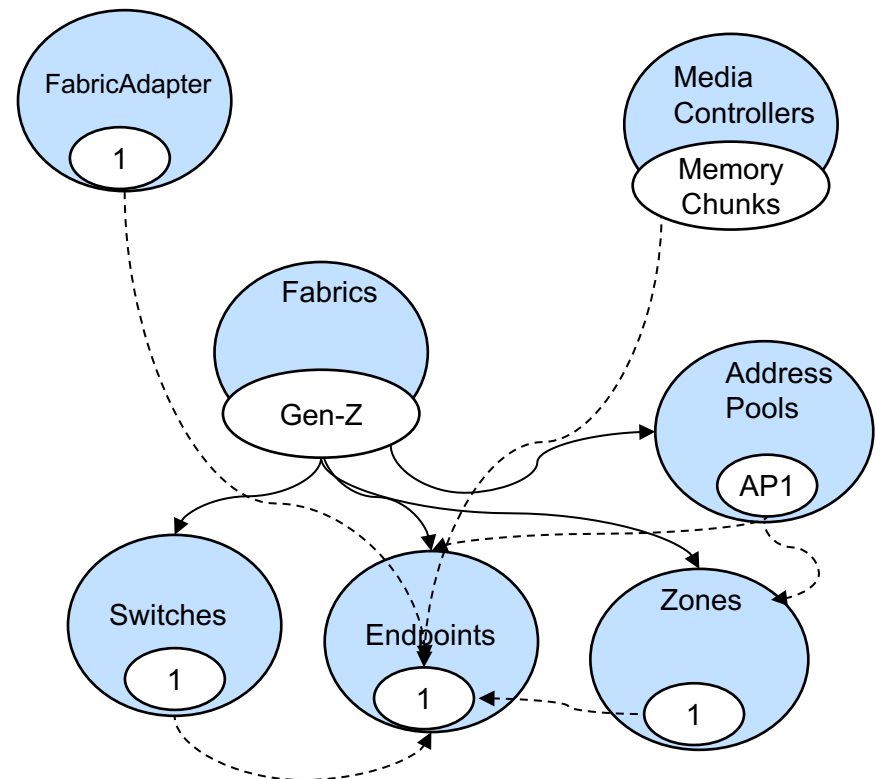 FabricAdapter
1
Media
Controllers
Memory
Chunks
Fabrics
Gen-Z
Address
Pools
AP1
Switches
1
Endpoints
1
Zones
1